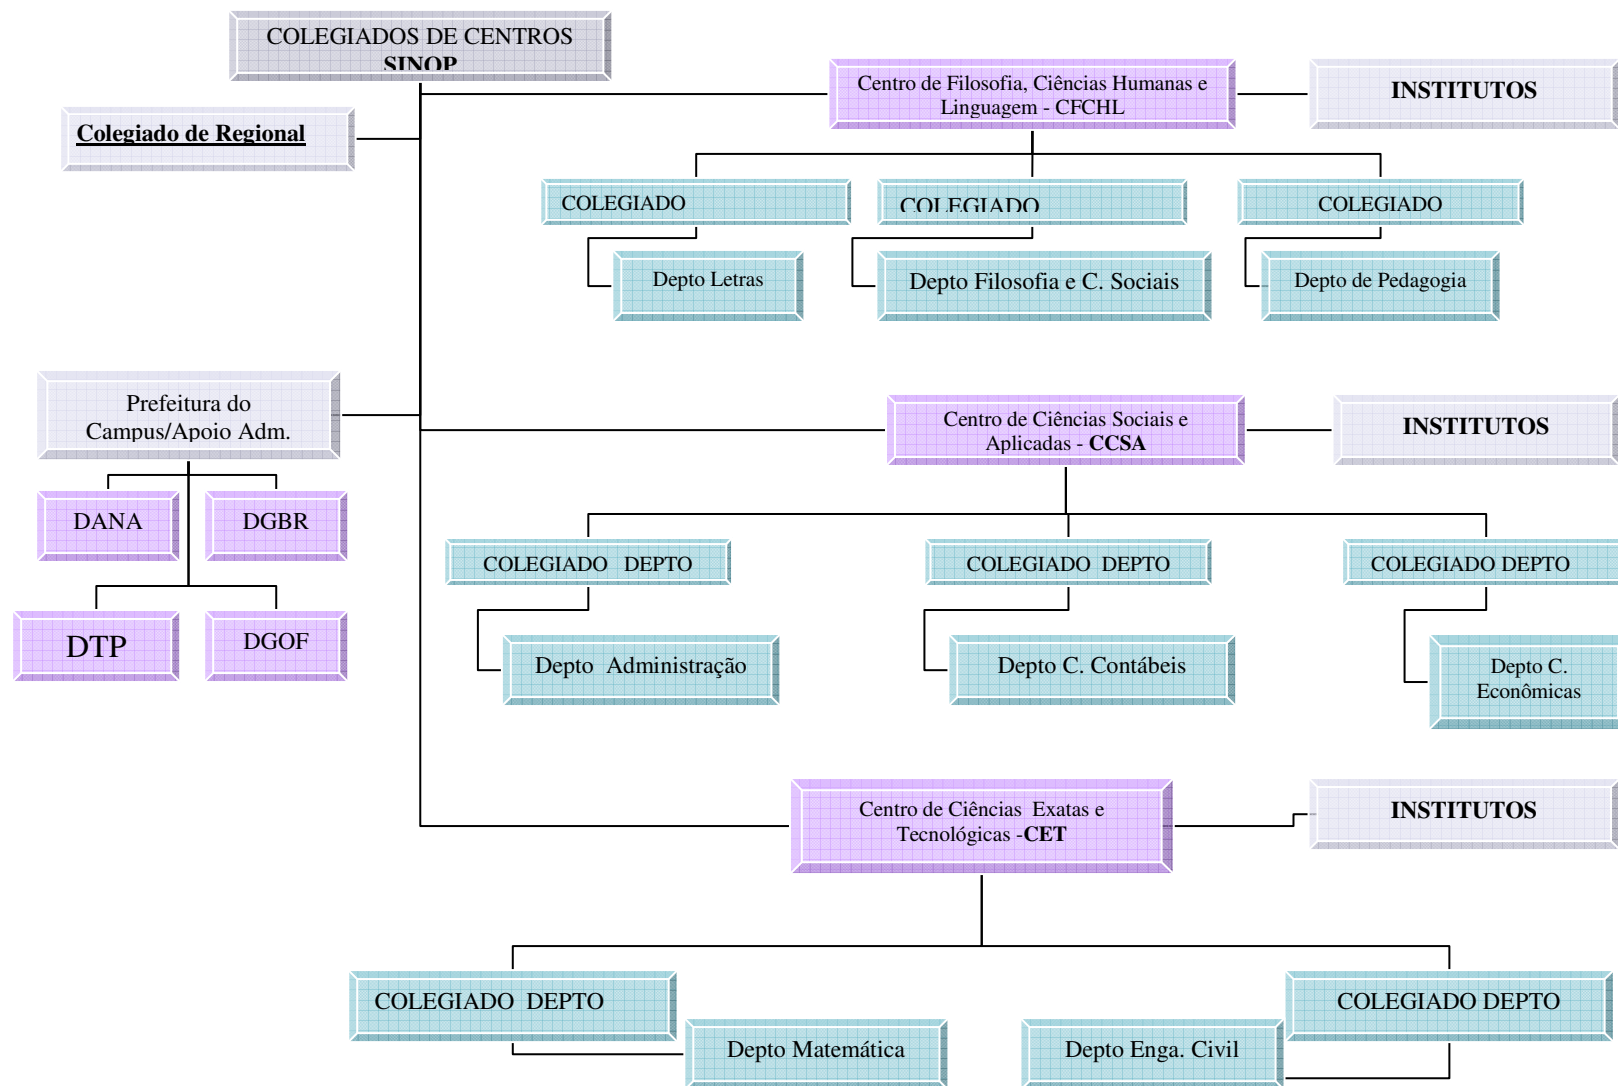 COLEGIADOS DE CENTROS
SINOP
Colegiado de Regional
Centro de Filosofia, Ciências Humanas e
Linguagem - CFCHL
INSTITUTOS
COLEGIADO
COLEGIADO
COLEGIADO
Depto Letras
Depto Filosofia e C. Sociais
Depto de Pedagogia
Prefeitura do
Campus/Apoio Adm.
DANA
DGBR
DTP
DGOF
Centro de Ciências Sociais e
Aplicadas - CCSA
INSTITUTOS
COLEGIADO DEPTO
COLEGIADO DEPTO
COLEGIADO DEPTO
Depto Administração
Depto C. Contábeis
Depto C.
Econômicas
Centro de Ciências Exatas e
Tecnológicas -CET
INSTITUTOS
COLEGIADO DEPTO
COLEGIADO DEPTO
Depto Matemática
Depto Enga. Civil